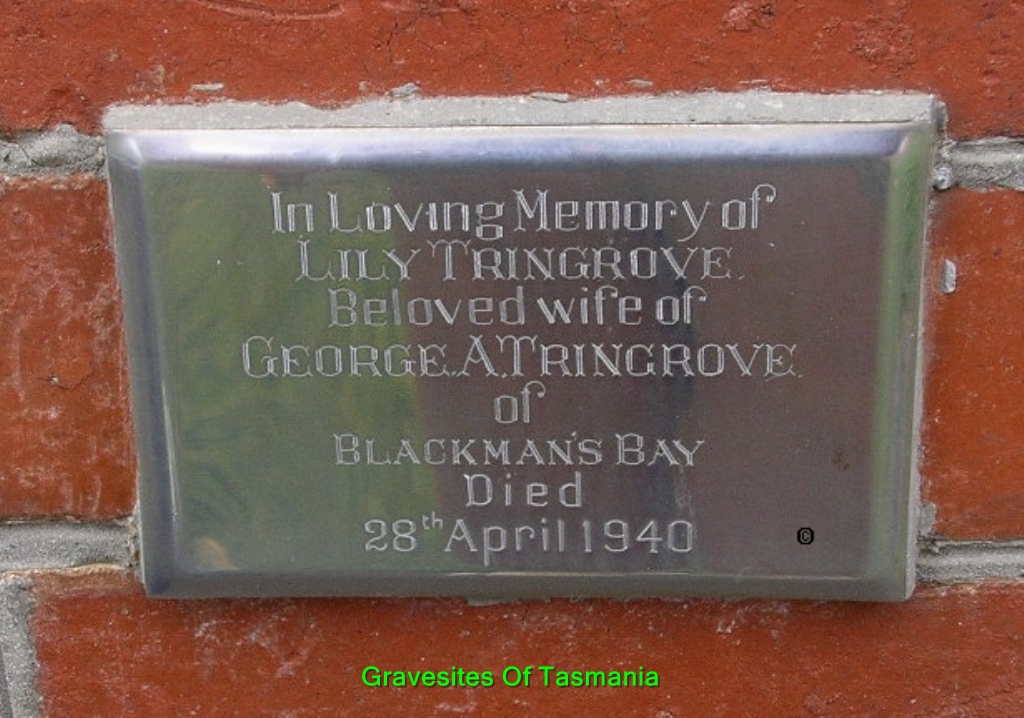 In Loving Memory of
LILY TRINGROVE.
Beloved wife of
GEORGE.A.TRINGROVE.
of
BLACKMAN'S BAY
Died
28th April 1940
©
Gravesites Of Tasmania